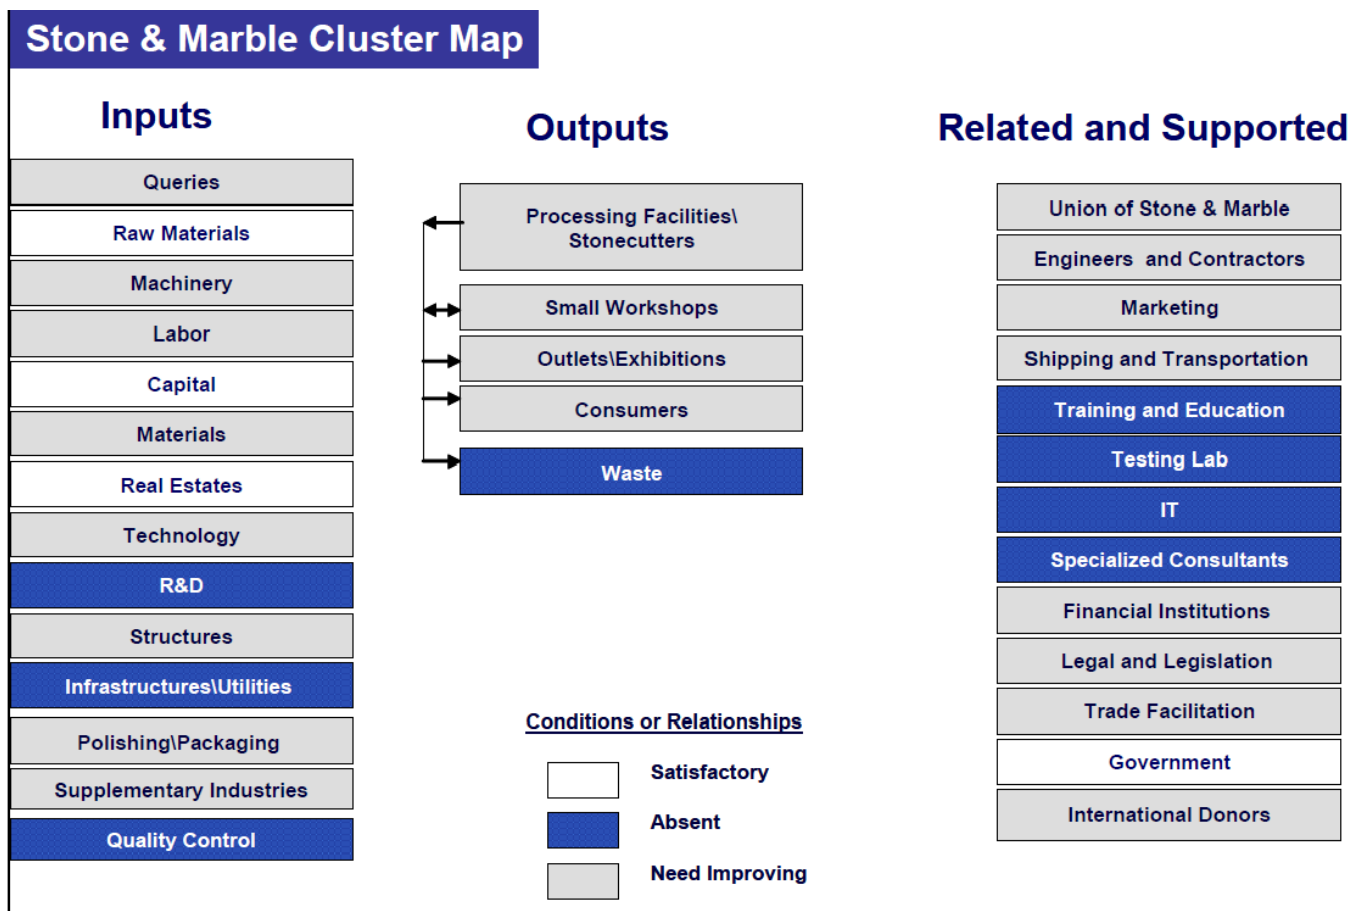 Stone & Marble Cluster Map
Inputs
Queries
Raw Materials
Machinery
Labor
Capital
Materials
Real Estates
Technology
R&D
Structures
Infrastructures\Utilities
Polishing\Packaging
Supplementary Industries
Quality Control
Outputs
Processing Facilities\
Stonecutters
Small Workshops
Outlets\Exhibitions
Consumers
Waste
Conditions or Relationships
Satisfactory
Absent
Need Improving
Related and Supported
Union of Stone & Marble
Engineers and Contractors
Marketing
Shipping and Transportation
Training and Education
Testing Lab
IT
Specialized Consultants
Financial Institutions
Legal and Legislation
Trade Facilitation
Government
International Donors